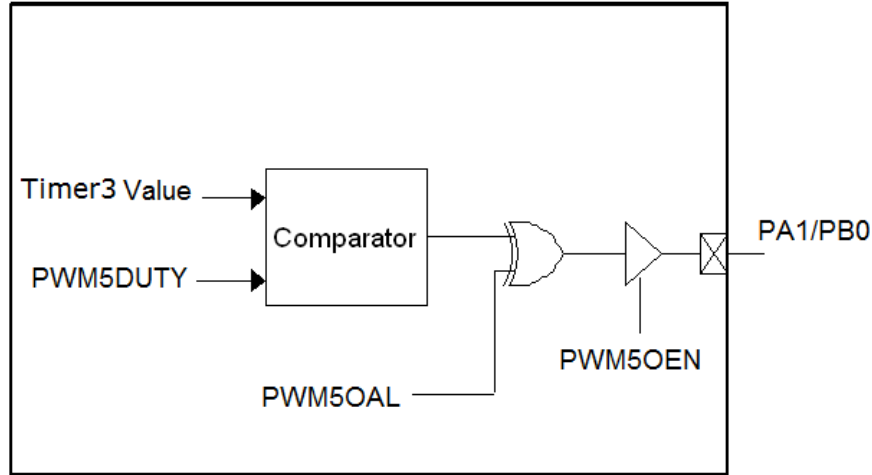 Timer3 Value
Comparator
PWM5DUTY
PA1/PB0
PWM5OEN
PWM5OAL